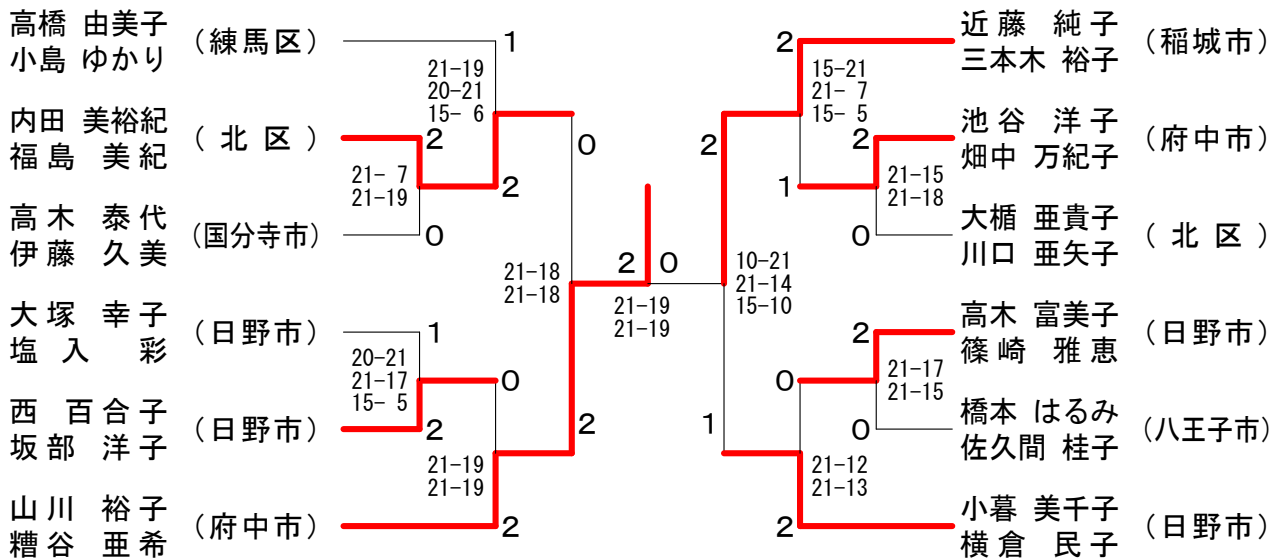 高橋 由美子
小島 ゆかり
(練馬区)
1
21-19
20-21
15- 6
内田 美裕紀
福島 美紀
(北区)
2
21- 7
21-19
2
高木 泰代
伊藤 久美
(国分寺市)
0
0
21-18
21-18
大塚 幸子
塩入 彩
(日野市)
1
20-21
21-17
15- 5
0
西 百合子
坂部 洋子
(日野市)
2
2
21-19
21-19
山川 裕子
糟谷 亜希
(府中市)
2
2 0
21-19
21-19
近藤 純子
三本木 裕子
(稲城市)
2
15-21
21- 7
15- 5
2
池谷 洋子
畑中 万紀子
(府中市)
2
21-15
21-18
1
大楯 亜貴子
川口 亜矢子
(北区)
0
10-21
21-14
15-10
高木 富美子
篠崎 雅恵
(日野市)
2
21-17
21-15
0
橋本 はるみ
佐久間 桂子
(八王子市)
0
1
21-12
21-13
小暮 美千子
横倉 民子
(日野市)
2